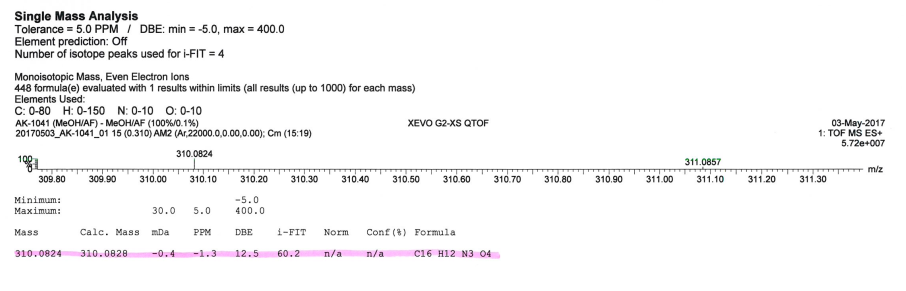 Single Mass Analysis
Tolerance = 5.0 PPM / DBE: min = -5.0, max = 400.0
Element prediction: Off
Number of isotope peaks used for i-FIT = 4
Monoisotopic Mass, Even Electron Ions
448 formula(e) evaluated with 1 results within limits (all results (up to 1000) for each mass)
Elements Used:
C: 0-80 H: 0-150 N: 0-10 O: 0-10
AK-1041 (MeOH/AF) - MeOH/AF (100%/0.1%) XEVO G2-XS QTOF 03-May-2017
20170503_AK-1041_01 15 (0.310) AM2 (Ar,22000.0,0.00,0.00); Cm (15:19) 1: TOF MS ES+
5.72e+007
310.0824
100 311.0857
%
0 m/z
309.80 309.90 310.00 310.10 310.20 310.30 310.40 310.50 310.60 310.70 310.80 310.90 311.00 311.10 311.20 311.30
Minimum: -5.0
Maximum: 30.0 5.0 400.0
Mass Calc. Mass mDa PPM DBE i-FIT Norm Conf(%) Formula
310.0824 310.0828 -0.4 -1.3 12.5 60.2 n/a n/a C16 H12 N3 O4